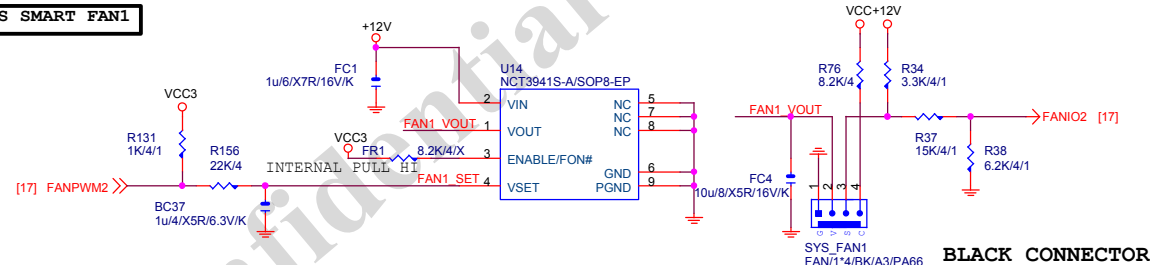 S SMART FAN1
+12V
FC1
1u/6/X7R/16V/K
U14
NCT3941S-A/SOP8-EP
2 VIN
1 VOUT
3 ENABLE/FON#
4 VSET
NC 5
NC 7
NC 8
GND 6
PGND 9
FAN1_VOUT
VCC3
FR1 8.2K/4/X
INTERNAL PULL HI
FAN1_SET
VCC3
R131
1K/4/1
R156
22K/4
[17] FANPWM2
BC37
1u/4/X5R/6.3V/K
VCC +12V
R76
8.2K/4
R34
3.3K/4/1
FAN1_VOUT
R37
15K/4/1
FANIO2 [17]
R38
6.2K/4/1
FC4
10u/8/X5R/16V/K
1 2 3 4
G V S C
SYS_FAN1
FAN/1*4/BK/A3/PA66
BLACK CONNECTOR
nfidential